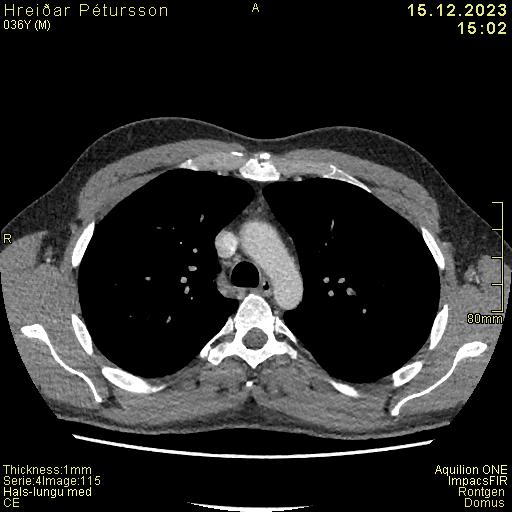 Hreiðar Pétursson
036Y (M)
A
15.12.2023
15:02
R
80mm
Thickness:1mm
Serie:4Image:115
Hals-lungu med
CE
Aquilion ONE
ImpacsFIR
Rontgen
Domus